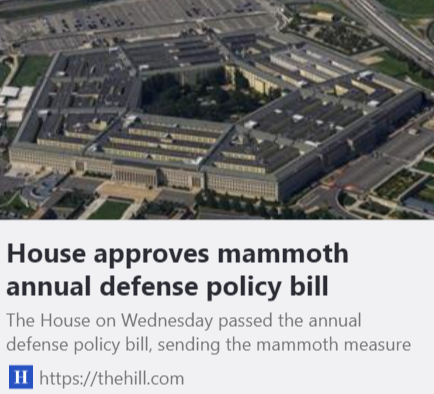 House approves mammoth
annual defense policy bill
The House on Wednesday passed the annual
defense policy bill, sending the mammoth measure
H https://thehill.com